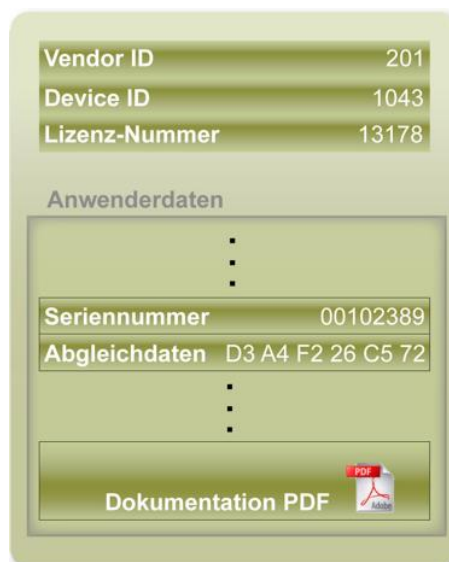 Vendor ID 201
Device ID 1043
Lizenz-Nummer 13178
Anwenderdaten
Seriennummer 00102389
Abgleichdaten D3 A4 F2 26 C5 72
PDF
Dokumentation PDF
Adobe